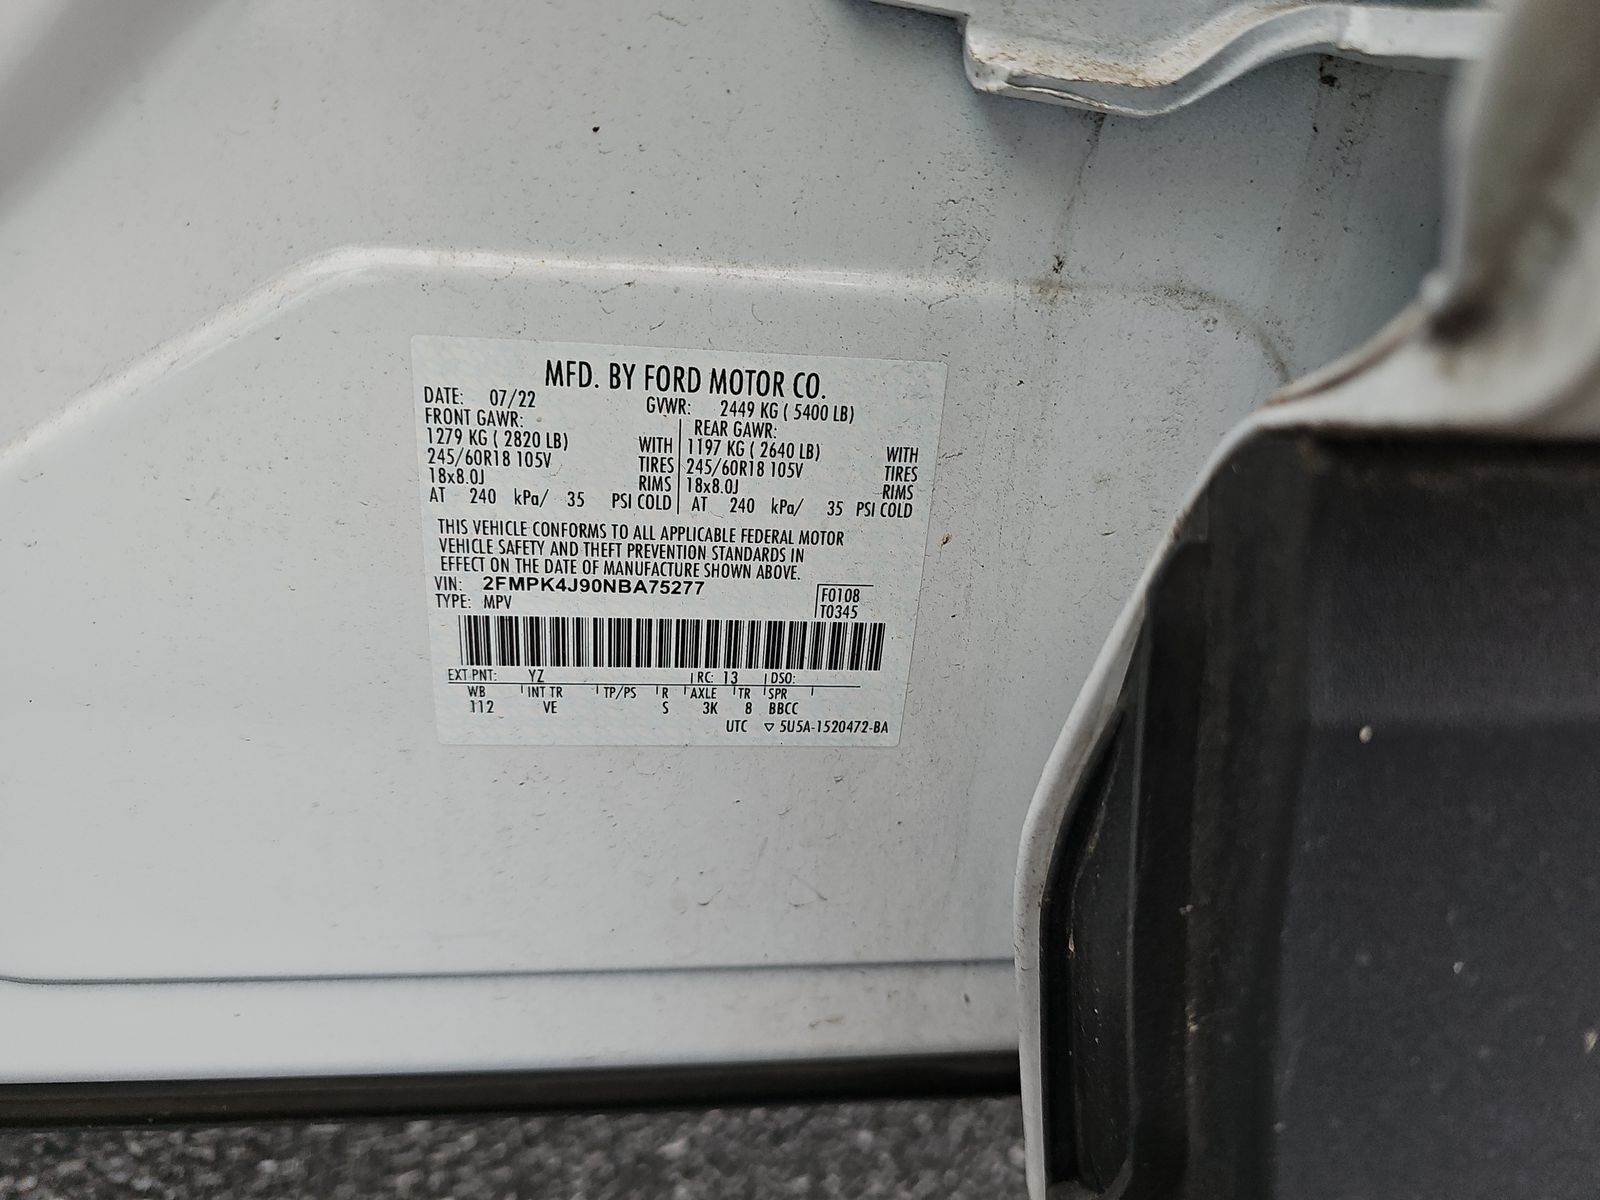 MFD. BY FORD MOTOR CO.
DATE: 07/22 GVWR: 2449 KG ( 5400 LB)
FRONT GAWR: REAR GAWR:
1279 KG ( 2820 LB) WITH 1197 KG ( 2640 LB) WITH
245/60R18 105V TIRES 245/60R18 105V TIRES
18x8.0J RIMS 18x8.0J RIMS
AT 240 kPa/ 35 PSI COLD AT 240 kPa/ 35 PSI COLD
THIS VEHICLE CONFORMS TO ALL APPLICABLE FEDERAL MOTOR
VEHICLE SAFETY AND THEFT PREVENTION STANDARDS IN
EFFECT ON THE DATE OF MANUFACTURE SHOWN ABOVE.
VIN: 2FMPK4J90NBA75277 F0108
TYPE: MPV T0345
EXT PNT: YZ RC: 13 DSO:
WB INT TR TP/PS R AXLE TR SPR
112 VE S 3K 8 BBCC
UTC ▽ 5U5A-1520472-BA